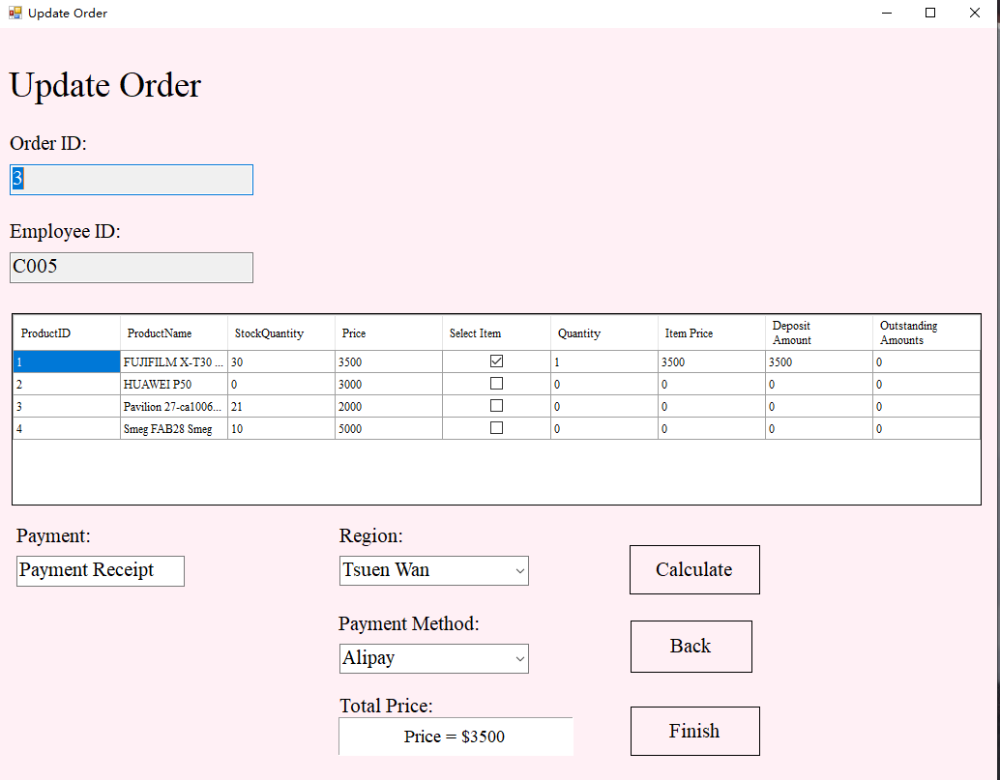 Update Order
Update Order
Order ID:
3
Employee ID:
C005
ProductID ProductName StockQuantity Price Select Item Quantity Item Price Deposit Amount Outstanding Amounts
1 FUJIFILM X-T30 ... 30 3500 1 3500 3500 0
2 HUAWEI P50 0 3000 0 0 0 0
3 Pavilion 27-ca1006... 21 2000 0 0 0 0
4 Smeg FAB28 Smeg 10 5000 0 0 0 0
Payment: Region:
Payment Receipt Tsuen Wan Calculate
Payment Method:
Alipay Back
Total Price:
Price = $3500 Finish